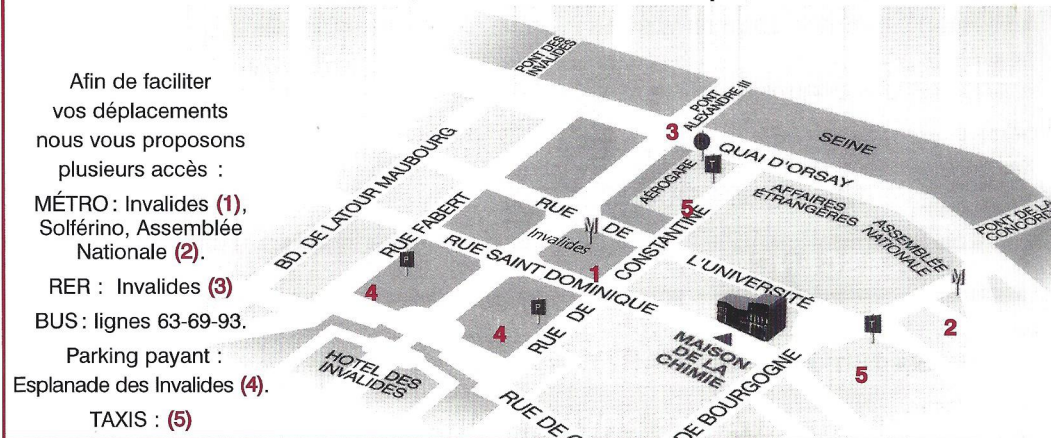 Afin de faciliter
vos déplacements
nous vous proposons
plusieurs accès :
MÉTRO : Invalides (1),
Solférino, Assemblée
Nationale (2).
RER : Invalides (3)
BUS : lignes 63-69-93.
Parking payant :
Esplanade des Invalides (4).
TAXIS : (5)
PONT DES
INVALIDES
PONT
ALEXANDRE III
3
R
SEINE
QUAI D'ORSAY
T
AÉROGARE
5
AFFAIRES
ÉTRANGÈRES
ASSEMBLÉE
NATIONALE
PONT DE LA
BD. DE LATOUR MAUBOURG
RUE FABERT
RUE DE
L'UNIVERSITÉ
M
Invalides
1
RUE SAINT DOMINIQUE
RUE DE CONSTANTINE
P
4
P
4
M
2
T
5
MAISON
DE LA
CHIMIE
HOTEL DES
INVALIDES
RUE DE
DE BOURGOGNE